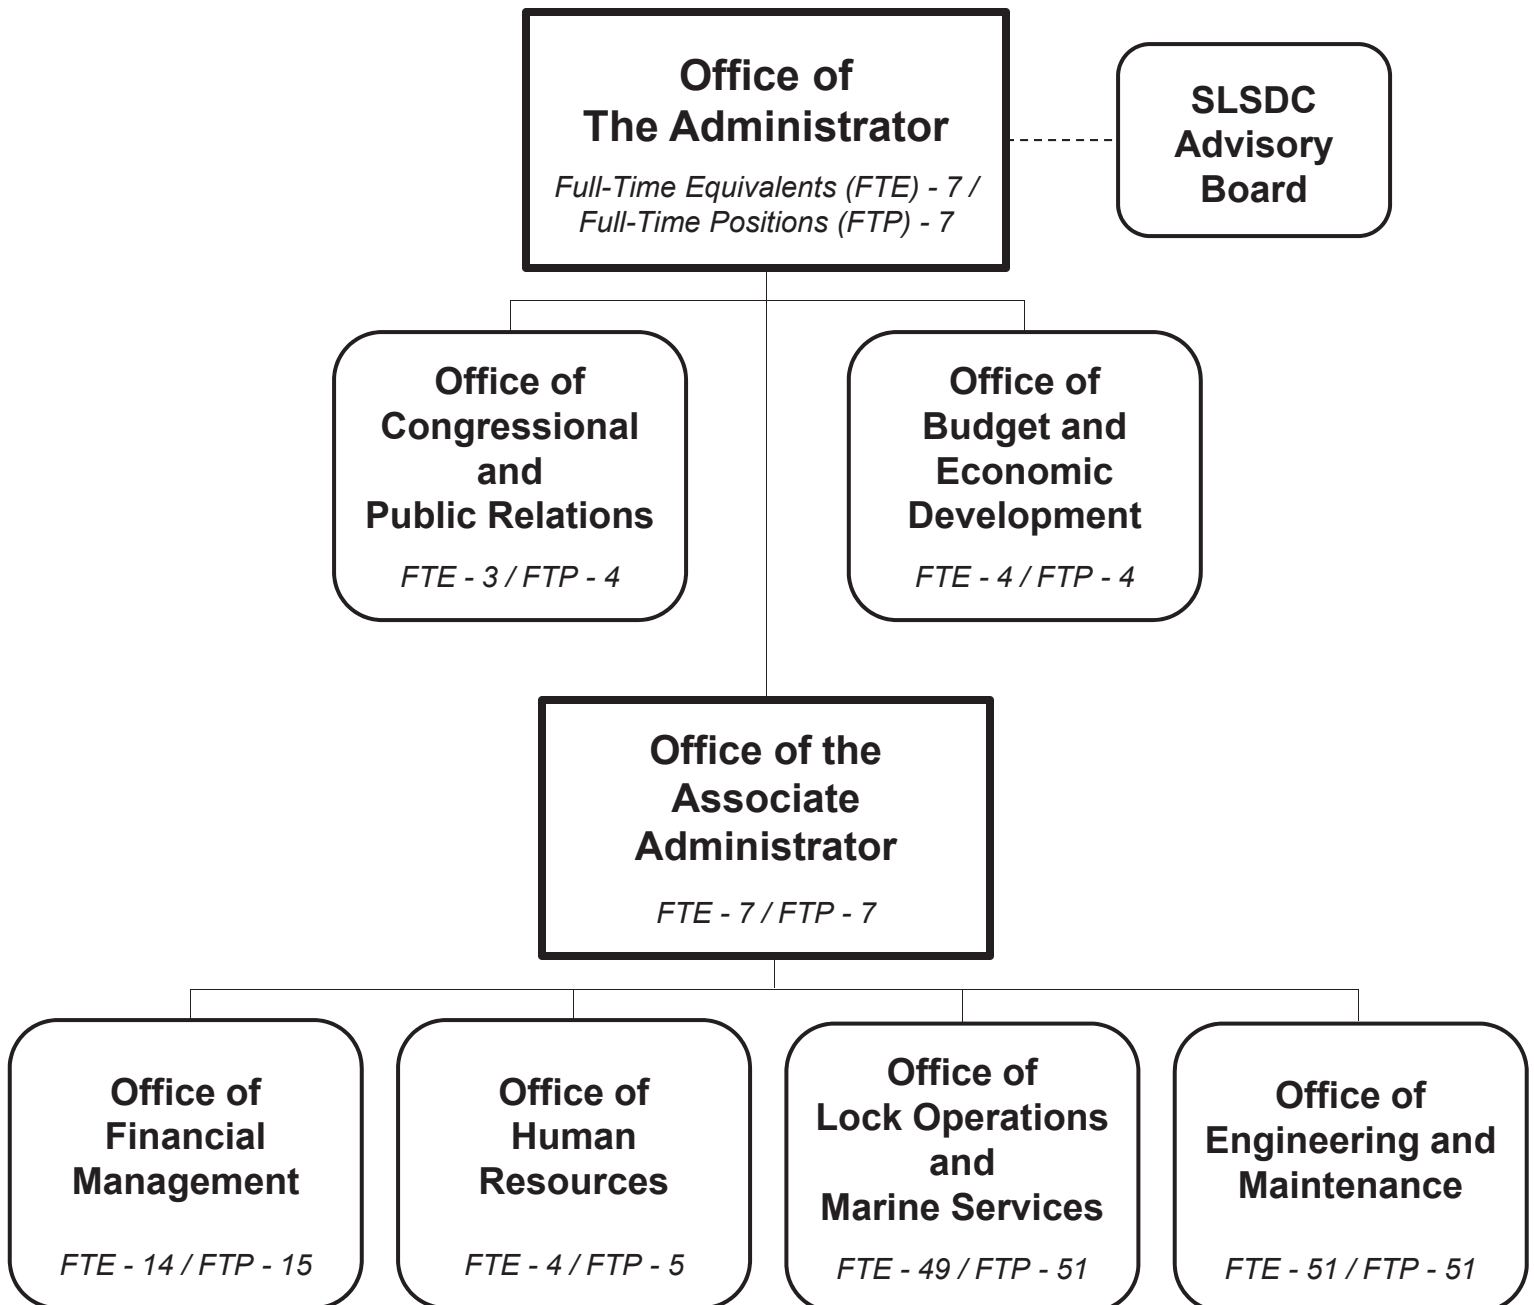 Office of
The Administrator
Full-Time Equivalents (FTE) - 7 /
Full-Time Positions (FTP) - 7
SLSDC
Advisory
Board
Office of
Congressional
and
Public Relations
FTE - 3 / FTP - 4
Office of
Budget and
Economic
Development
FTE - 4 / FTP - 4
Office of the
Associate
Administrator
FTE - 7 / FTP - 7
Office of
Financial
Management
FTE - 14 / FTP - 15
Office of
Human
Resources
FTE - 4 / FTP - 5
Office of
Lock Operations
and
Marine Services
FTE - 49 / FTP - 51
Office of
Engineering and
Maintenance
FTE - 51 / FTP - 51